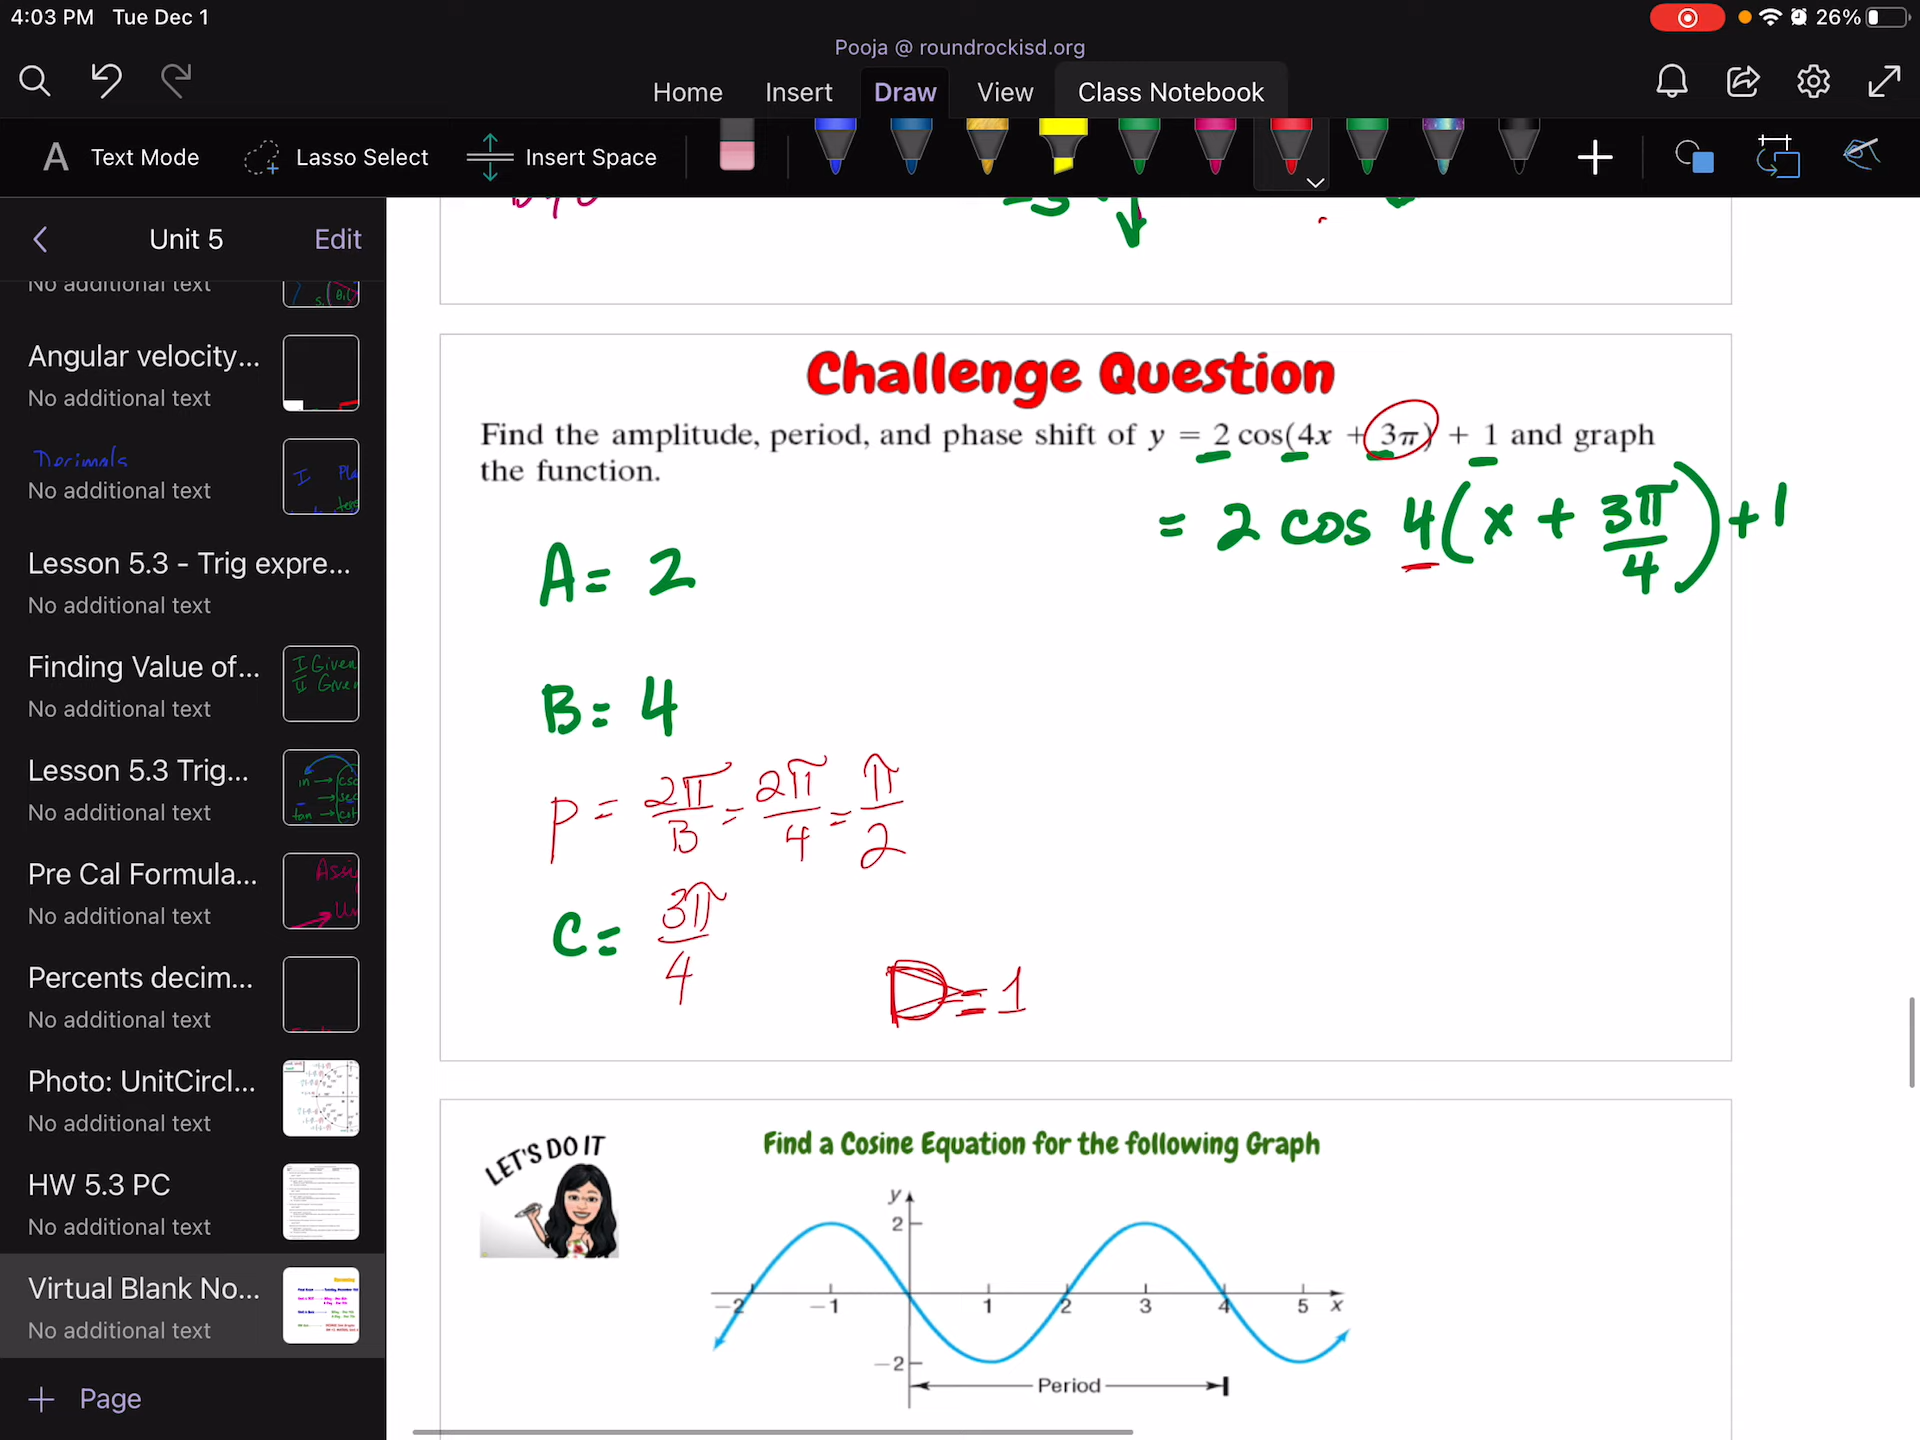 4:03 PM Tue Dec 1
26%
Pooja @ roundrockisd.org
Home Insert Draw View Class Notebook
A Text Mode Lasso Select Insert Space
Unit 5 Edit
No additional text
Angular velocity...
No additional text
Decimals
No additional text
Lesson 5.3 - Trig expre...
No additional text
Finding Value of...
No additional text
Lesson 5.3 Trig...
No additional text
Pre Cal Formula...
No additional text
Percents decim...
No additional text
Photo: UnitCircl...
No additional text
HW 5.3 PC
No additional text
Virtual Blank No...
No additional text
+ Page
Challenge Question
Find the amplitude, period, and phase shift of y = 2 cos(4x + 3π) + 1 and graph
the function.
= 2 cos 4(x + 3π/4) + 1
A = 2
B = 4
P = 2π/B = 2π/4 = π/2
C = 3π/4
D = 1
LET'S DO IT
Find a Cosine Equation for the following Graph
y
2
−2 −1 1 2 3 4 5 x
−2
Period